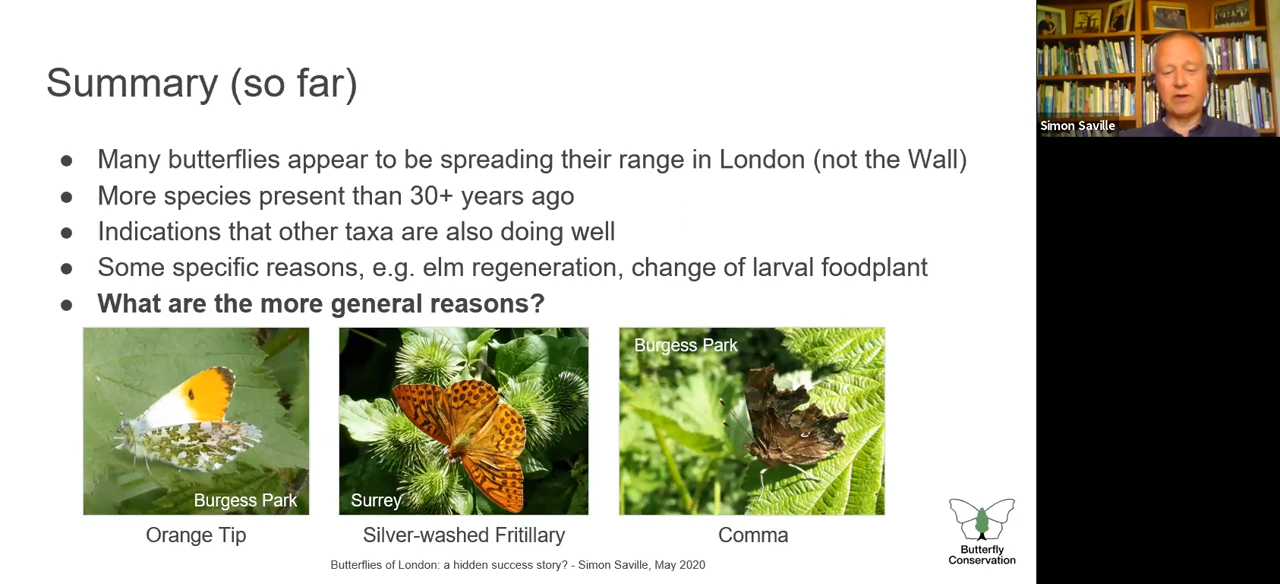 Summary (so far)
Simon Saville
● Many butterflies appear to be spreading their range in London (not the Wall)
● More species present than 30+ years ago
● Indications that other taxa are also doing well
● Some specific reasons, e.g. elm regeneration, change of larval foodplant
● What are the more general reasons?
Burgess Park
Surrey
Burgess Park
Orange Tip
Silver-washed Fritillary
Comma
Butterfly
Conservation
Butterflies of London: a hidden success story? - Simon Saville, May 2020